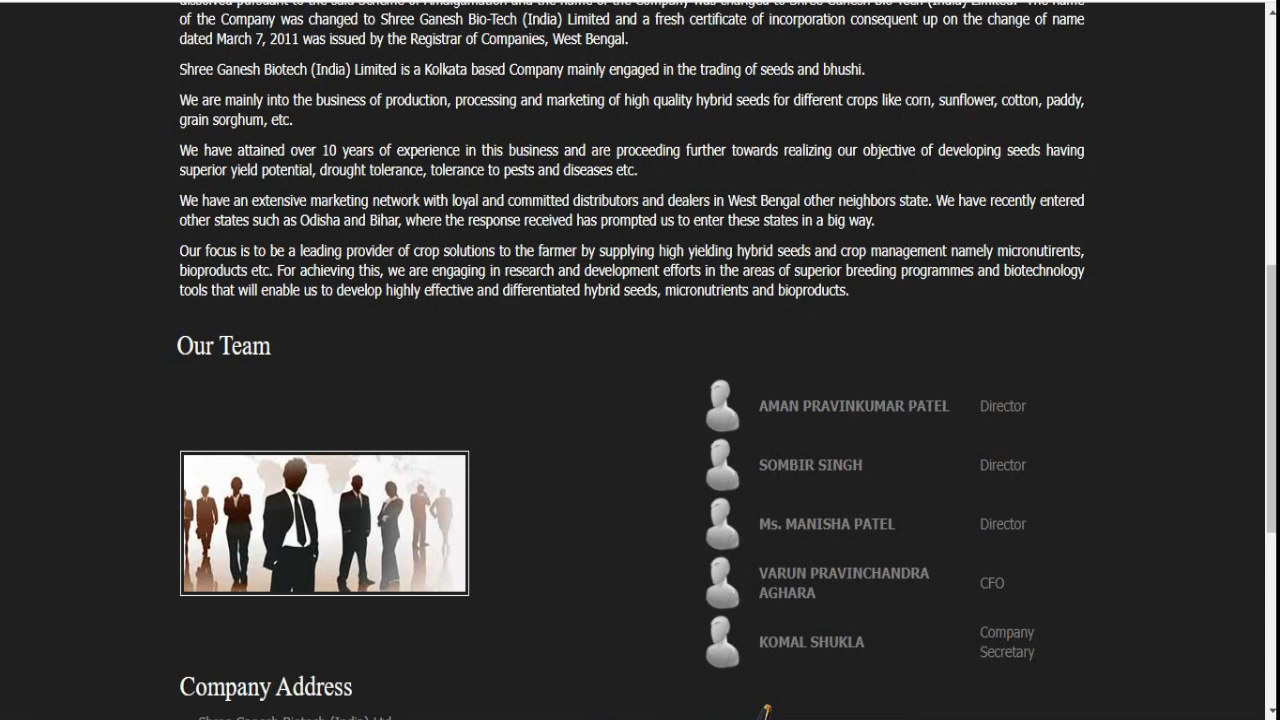 of the Company was changed to Shree Ganesh Bio-Tech (India) Limited and a fresh certificate of incorporation consequent up on the change of name
dated March 7, 2011 was issued by the Registrar of Companies, West Bengal.
Shree Ganesh Biotech (India) Limited is a Kolkata based Company mainly engaged in the trading of seeds and bhushi.
We are mainly into the business of production, processing and marketing of high quality hybrid seeds for different crops like corn, sunflower, cotton, paddy,
grain sorghum, etc.
We have attained over 10 years of experience in this business and are proceeding further towards realizing our objective of developing seeds having
superior yield potential, drought tolerance, tolerance to pests and diseases etc.
We have an extensive marketing network with loyal and committed distributors and dealers in West Bengal other neighbors state. We have recently entered
other states such as Odisha and Bihar, where the response received has prompted us to enter these states in a big way.
Our focus is to be a leading provider of crop solutions to the farmer by supplying high yielding hybrid seeds and crop management namely micronutirents,
bioproducts etc. For achieving this, we are engaging in research and development efforts in the areas of superior breeding programmes and biotechnology
tools that will enable us to develop highly effective and differentiated hybrid seeds, micronutrients and bioproducts.
Our Team
AMAN PRAVINKUMAR PATEL Director
SOMBIR SINGH Director
Ms. MANISHA PATEL Director
VARUN PRAVINCHANDRA
AGHARA CFO
KOMAL SHUKLA Company
Secretary
Company Address
Shree Ganesh Biotech (India) Ltd